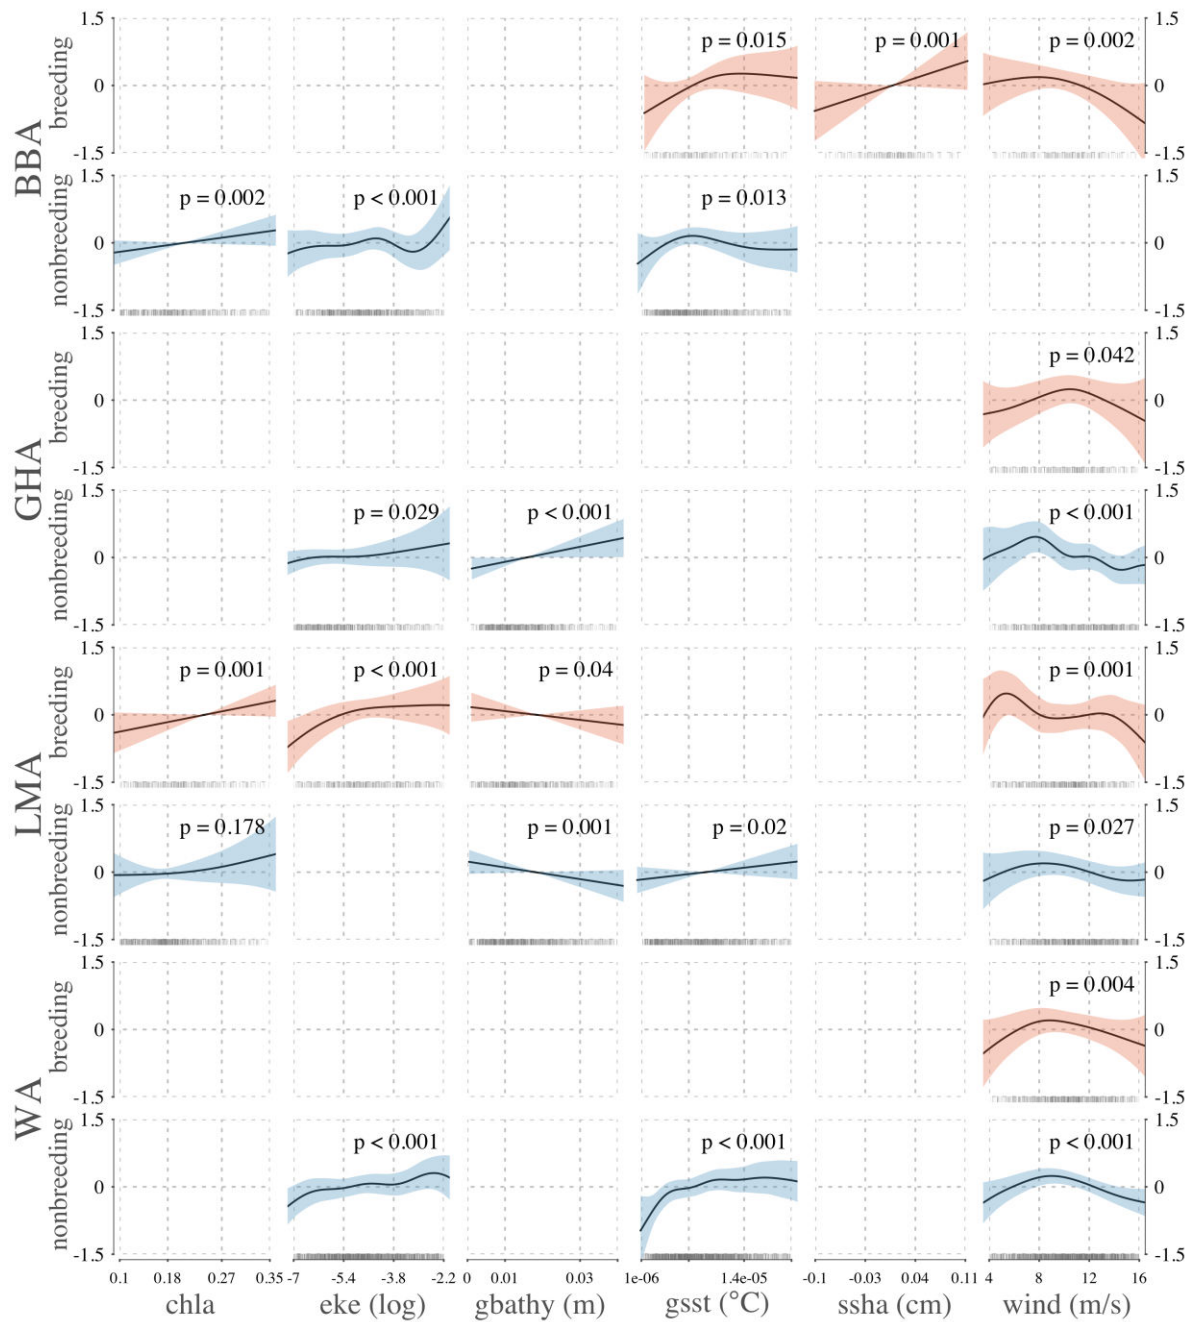 BBA
breeding
1.5
0
-1.5
p = 0.015
p = 0.001
p = 0.002
1.5
0
-1.5
nonbreeding
1.5
0
-1.5
p = 0.002
p < 0.001
p = 0.013
1.5
0
-1.5
GHA
breeding
1.5
0
-1.5
p = 0.042
1.5
0
-1.5
nonbreeding
1.5
0
-1.5
p = 0.029
p < 0.001
p < 0.001
1.5
0
-1.5
LMA
breeding
1.5
0
-1.5
p = 0.001
p < 0.001
p = 0.04
p = 0.001
1.5
0
-1.5
nonbreeding
1.5
0
-1.5
p = 0.178
p = 0.001
p = 0.02
p = 0.027
1.5
0
-1.5
WA
breeding
1.5
0
-1.5
p = 0.004
1.5
0
-1.5
nonbreeding
1.5
0
-1.5
p < 0.001
p < 0.001
p < 0.001
1.5
0
-1.5
0.1 0.18 0.27 0.35
-7 -5.4 -3.8 -2.2
0 0.01 0.03 0.04
1e-06 1.4e-05
-0.1 -0.03 0.04 0.11
4 8 12 16
chla
eke (log)
gbathy (m)
gsst (°C)
ssha (cm)
wind (m/s)